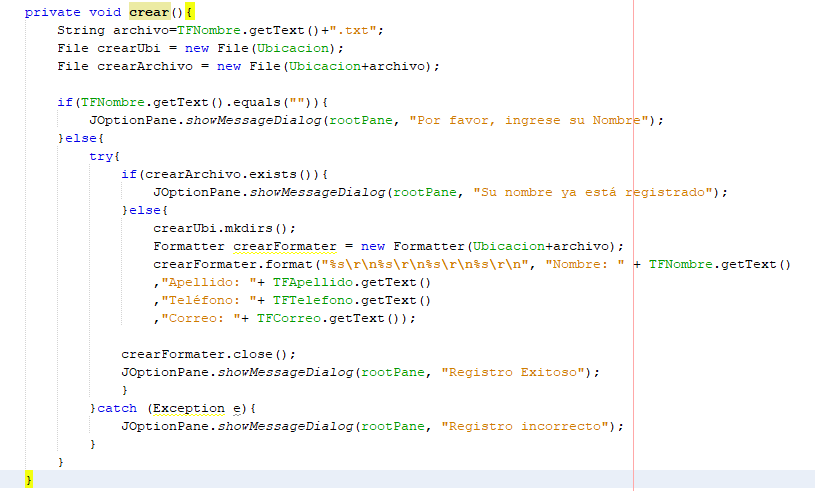 private void crear(){
String archivo=TFNombre.getText()+".txt";
File crearUbi = new File(Ubicacion);
File crearArchivo = new File(Ubicacion+archivo);
if(TFNombre.getText().equals("")){
JOptionPane.showMessageDialog(rootPane, "Por favor, ingrese su Nombre");
}else{
try{
if(crearArchivo.exists()){
JOptionPane.showMessageDialog(rootPane, "Su nombre ya está registrado");
}else{
crearUbi.mkdirs();
Formatter crearFormater = new Formatter(Ubicacion+archivo);
crearFormater.format("%s\r\n%s\r\n%s\r\n%s\r\n", "Nombre: " + TFNombre.getText()
,"Apellido: "+ TFApellido.getText()
,"Teléfono: "+ TFTelefono.getText()
,"Correo: "+ TFCorreo.getText());
crearFormater.close();
JOptionPane.showMessageDialog(rootPane, "Registro Exitoso");
}
}catch (Exception e){
JOptionPane.showMessageDialog(rootPane, "Registro incorrecto");
}
}
}